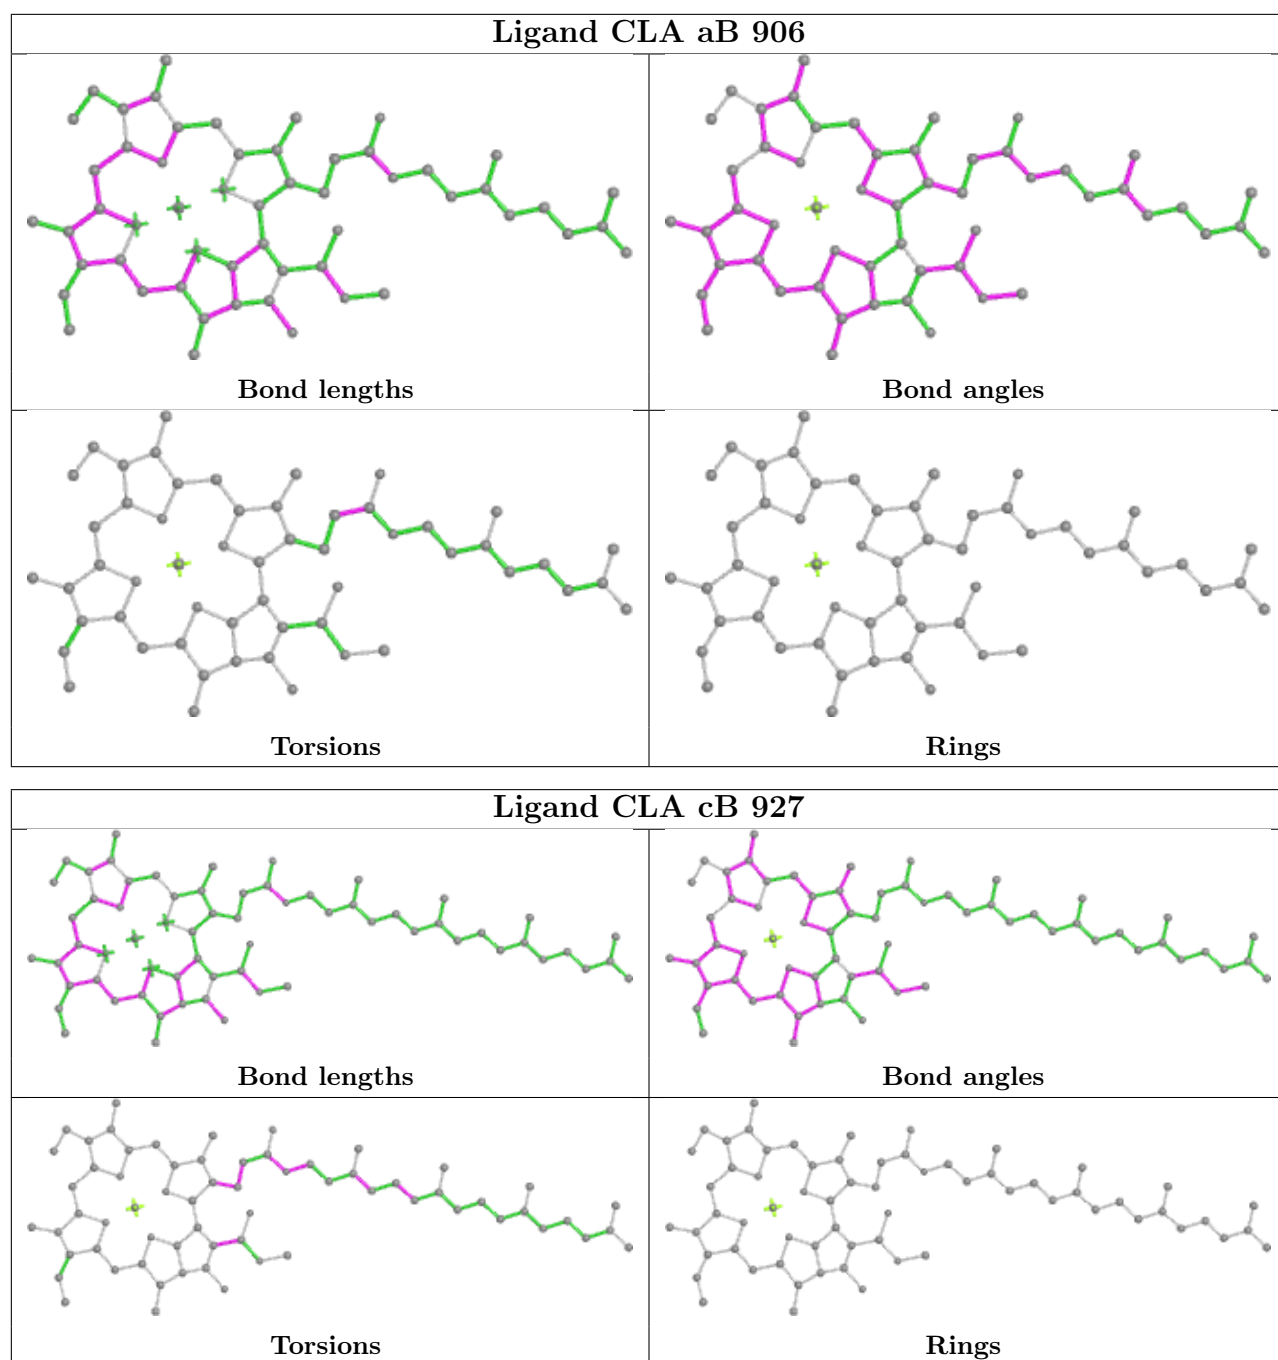 Ligand CLA aB 906
Bond lengths
Bond angles
Torsions
Rings
Ligand CLA cB 927
Bond lengths
Bond angles
Torsions
Rings